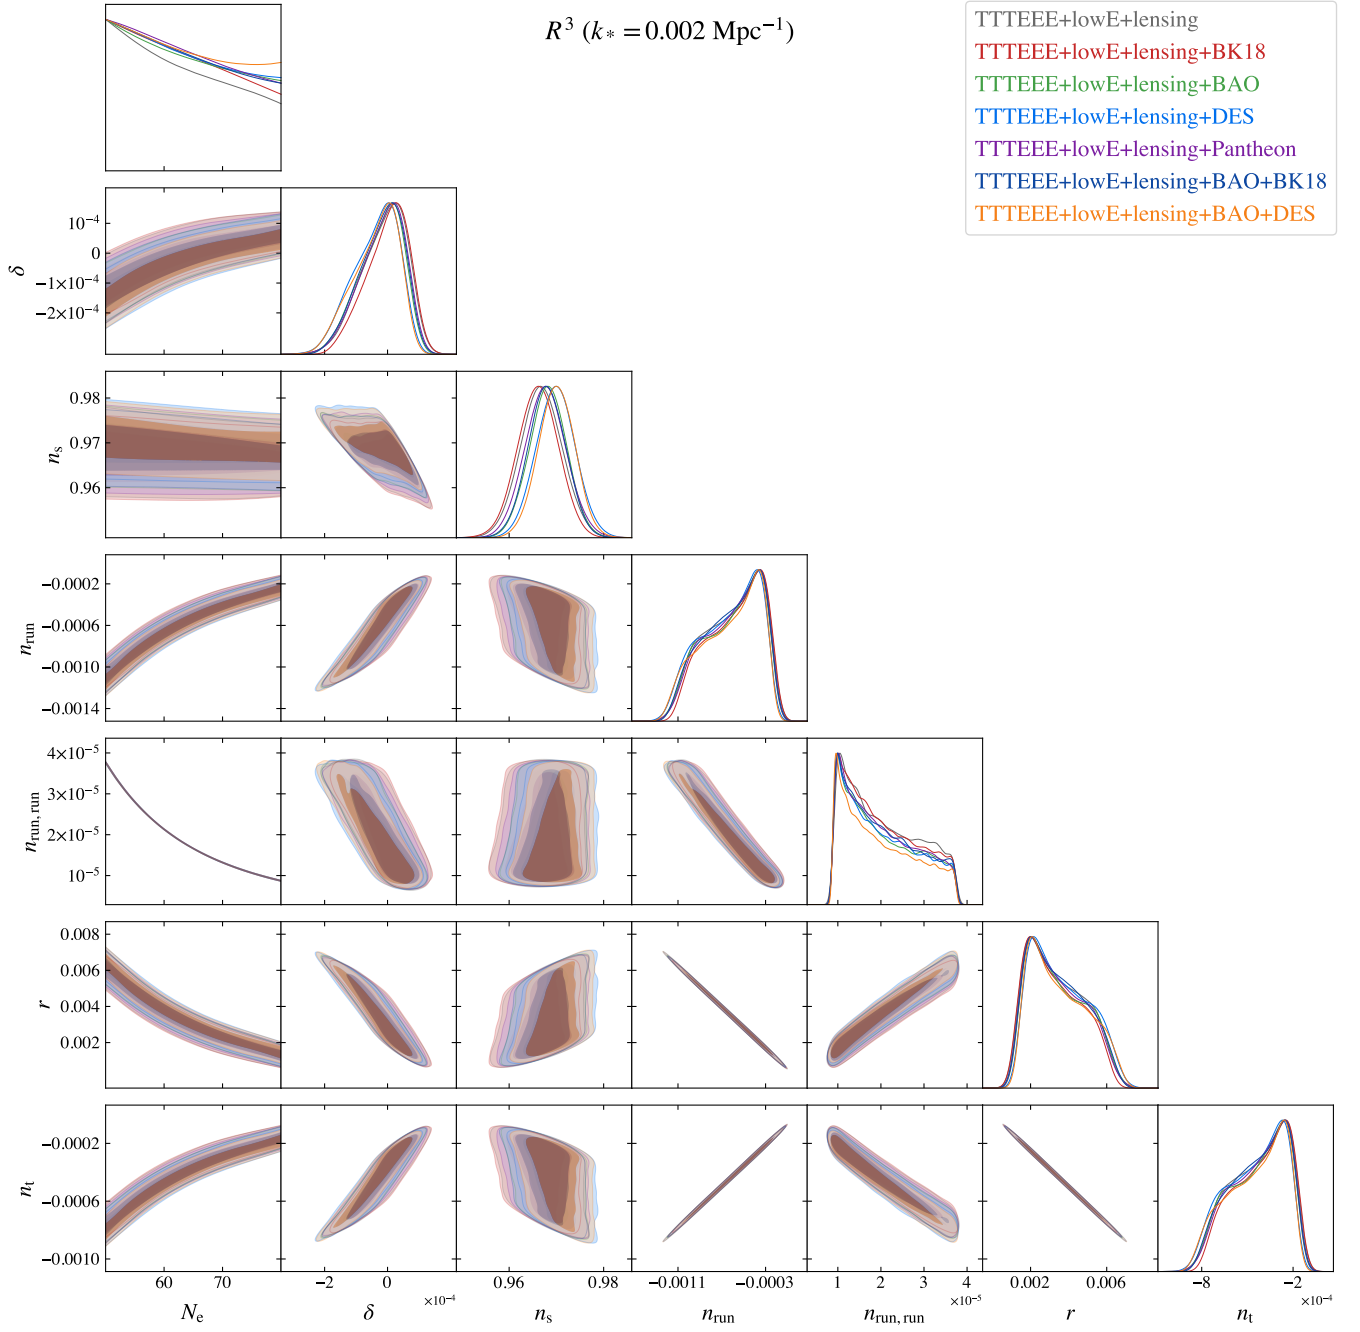 R³ (k* = 0.002 Mpc⁻¹)
TTTEEE+lowE+lensing
TTTEEE+lowE+lensing+BK18
TTTEEE+lowE+lensing+BAO
TTTEEE+lowE+lensing+DES
TTTEEE+lowE+lensing+Pantheon
TTTEEE+lowE+lensing+BAO+BK18
TTTEEE+lowE+lensing+BAO+DES
10⁻⁴
0
−1×10⁻⁴
−2×10⁻⁴
δ
0.98
0.97
0.96
nₛ
−0.0002
−0.0006
−0.0010
−0.0014
n_run
4×10⁻⁵
3×10⁻⁵
2×10⁻⁵
10⁻⁵
n_run, run
0.008
0.006
0.004
0.002
r
−0.0002
−0.0006
−0.0010
n_t
60 70
−2 0
×10⁻⁴
0.96 0.98
−0.0011 −0.0003
1 2 3 4
×10⁻⁵
0.002 0.006
−8 −2
×10⁻⁴
N_e δ nₛ n_run n_run, run r n_t